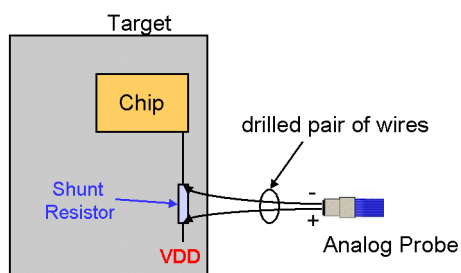 Target
Chip
drilled pair of wires
Shunt
Resistor
-
+
VDD
Analog Probe